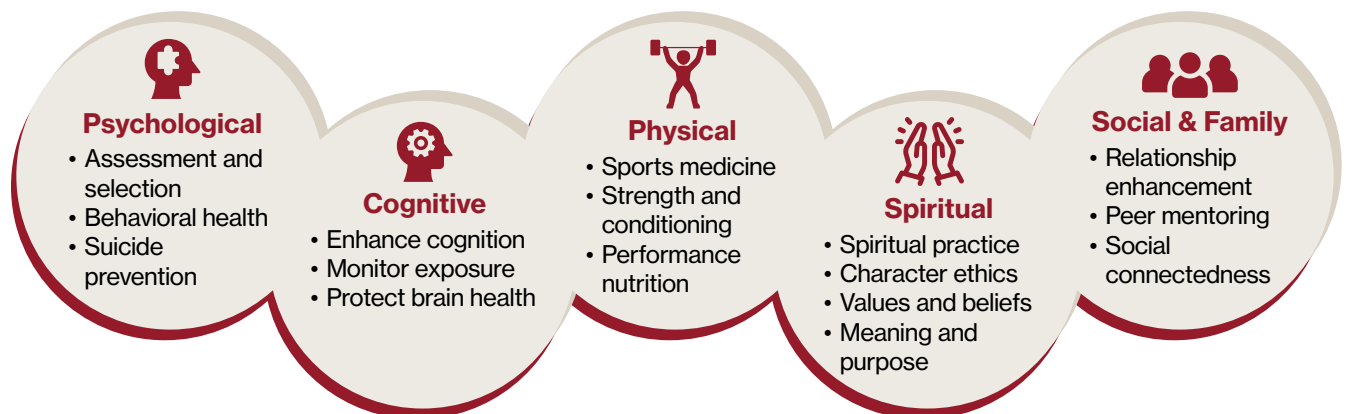 Psychological
• Assessment and
selection
• Behavioral health
• Suicide
prevention
Cognitive
• Enhance cognition
• Monitor exposure
• Protect brain health
Physical
• Sports medicine
• Strength and
conditioning
• Performance
nutrition
Spiritual
• Spiritual practice
• Character ethics
• Values and beliefs
• Meaning and
purpose
Social & Family
• Relationship
enhancement
• Peer mentoring
• Social
connectedness